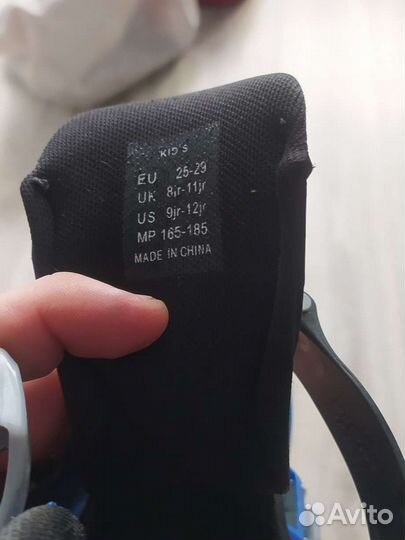 KID'S
EU 25-29
UK 8jr-11jr
US 9jr-12jr
MP 165-185
MADE IN CHINA
Avito